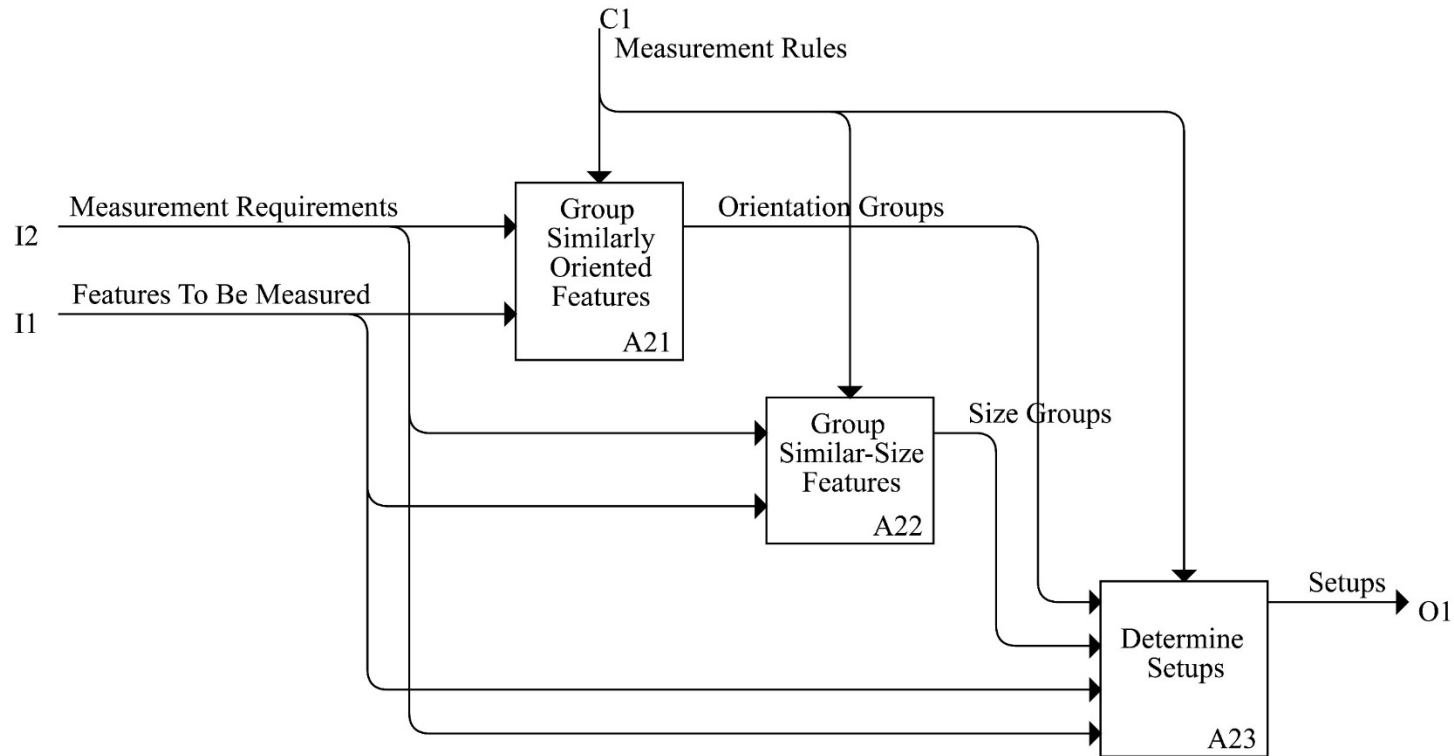 C1
Measurement Rules
Measurement Requirements
I2
Features To Be Measured
I1
Group
Similarly
Oriented
Features
A21
Orientation Groups
Group
Similar-Size
Features
A22
Size Groups
Determine
Setups
A23
Setups
O1